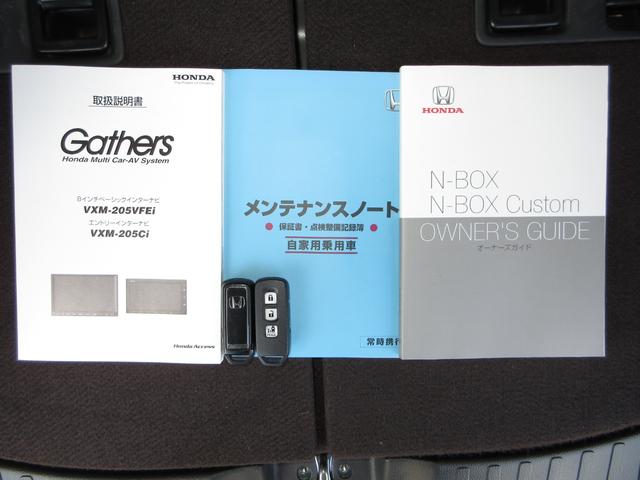 HONDA
The Power of Dreams
取扱説明書
Gathers
Honda Multi Car-AV System
8インチベーシックインターナビ
VXM-205VFEi
エントリーインターナビ
VXM-205Ci
Honda Access
メンテナンスノート
保証書・点検整備記録簿
自家用乗用車
常時携行
HONDA
N-BOX
N-BOX Custom
OWNER'S GUIDE
オーナーズガイド